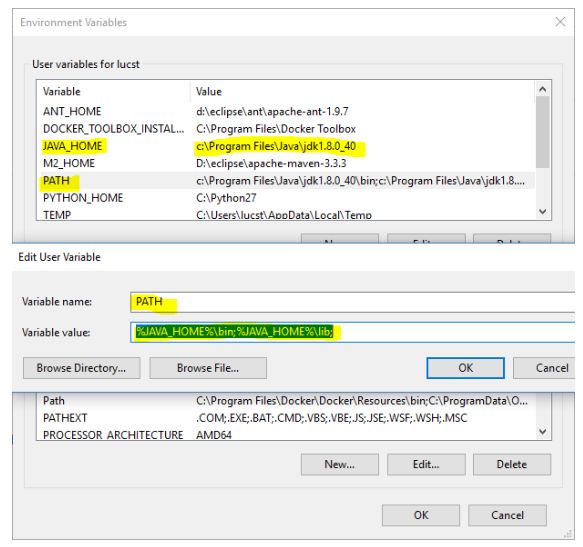 Environment Variables
User variables for lucst
Variable Value
ANT_HOME d:\eclipse\ant\apache-ant-1.9.7
DOCKER_TOOLBOX_INSTAL... C:\Program Files\Docker Toolbox
JAVA_HOME c:\Program Files\Java\jdk1.8.0_40
M2_HOME D:\eclipse\apache-maven-3.3.3
PATH c:\Program Files\Java\jdk1.8.0_40\bin;c:\Program Files\Java\jdk1.8....
PYTHON_HOME C:\Python27
TEMP C:\Users\lucst\AppData\Local\Temp
Edit User Variable
Variable name: PATH
Variable value: %JAVA_HOME%\bin;%JAVA_HOME%\lib;
Browse Directory... Browse File... OK Cancel
Path C:\Program Files\Docker\Docker\Resources\bin;C:\ProgramData\O...
PATHEXT .COM;.EXE;.BAT;.CMD;.VBS;.VBE;.JS;.JSE;.WSF;.WSH;.MSC
PROCESSOR_ARCHITECTURE AMD64
New... Edit... Delete
OK Cancel